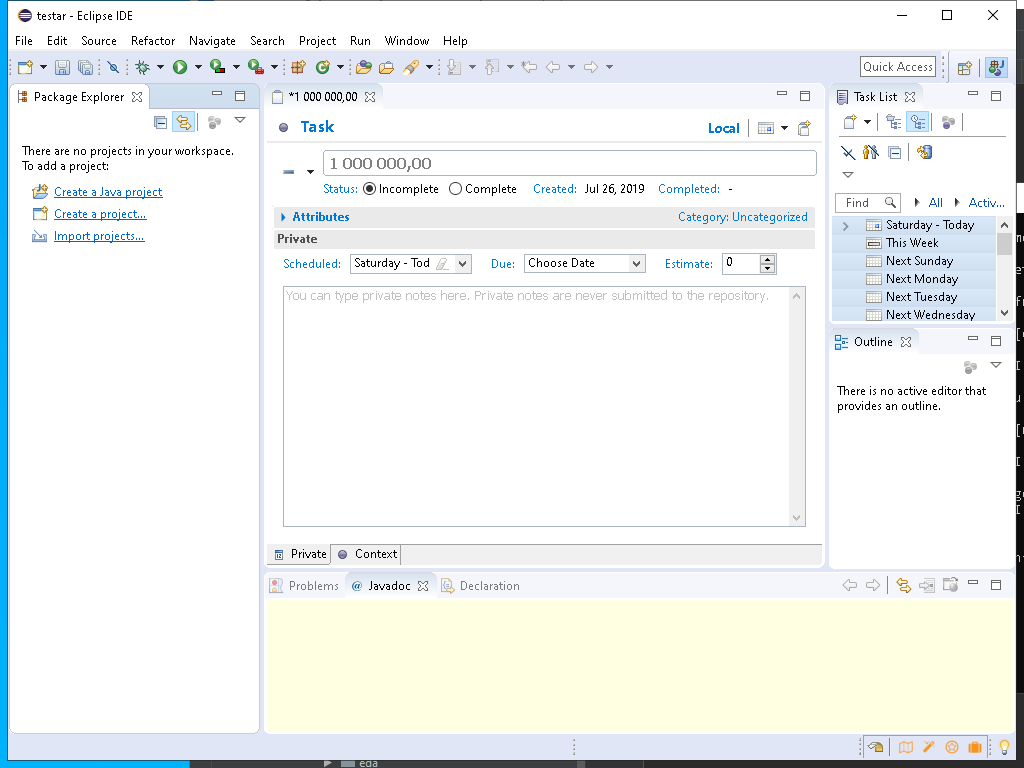 testar - Eclipse IDE
File Edit Source Refactor Navigate Search Project Run Window Help
Quick Access
Package Explorer
There are no projects in your workspace.
To add a project:
Create a Java project
Create a project...
Import projects...
*1 000 000,00
Task
Local
1 000 000,00
Status: Incomplete Complete Created: Jul 26, 2019 Completed: -
Attributes
Category: Uncategorized
Private
Scheduled: Saturday - Tod Due: Choose Date Estimate: 0
You can type private notes here. Private notes are never submitted to the repository.
Private Context
Task List
Find All Activ...
Saturday - Today
This Week
Next Sunday
Next Monday
Next Tuesday
Next Wednesday
Outline
There is no active editor that
provides an outline.
Problems @ Javadoc Declaration
eda